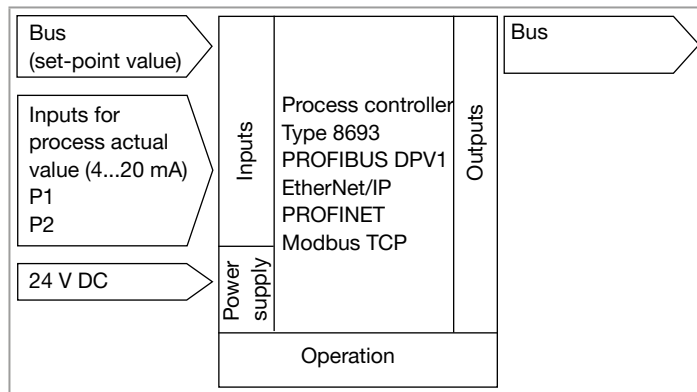 Bus
(set-point value)
Inputs for
process actual
value (4...20 mA)
P1
P2
24 V DC
Inputs
Power
supply
Process controller
Type 8693
PROFIBUS DPV1
EtherNet/IP
PROFINET
Modbus TCP
Outputs
Bus
Operation